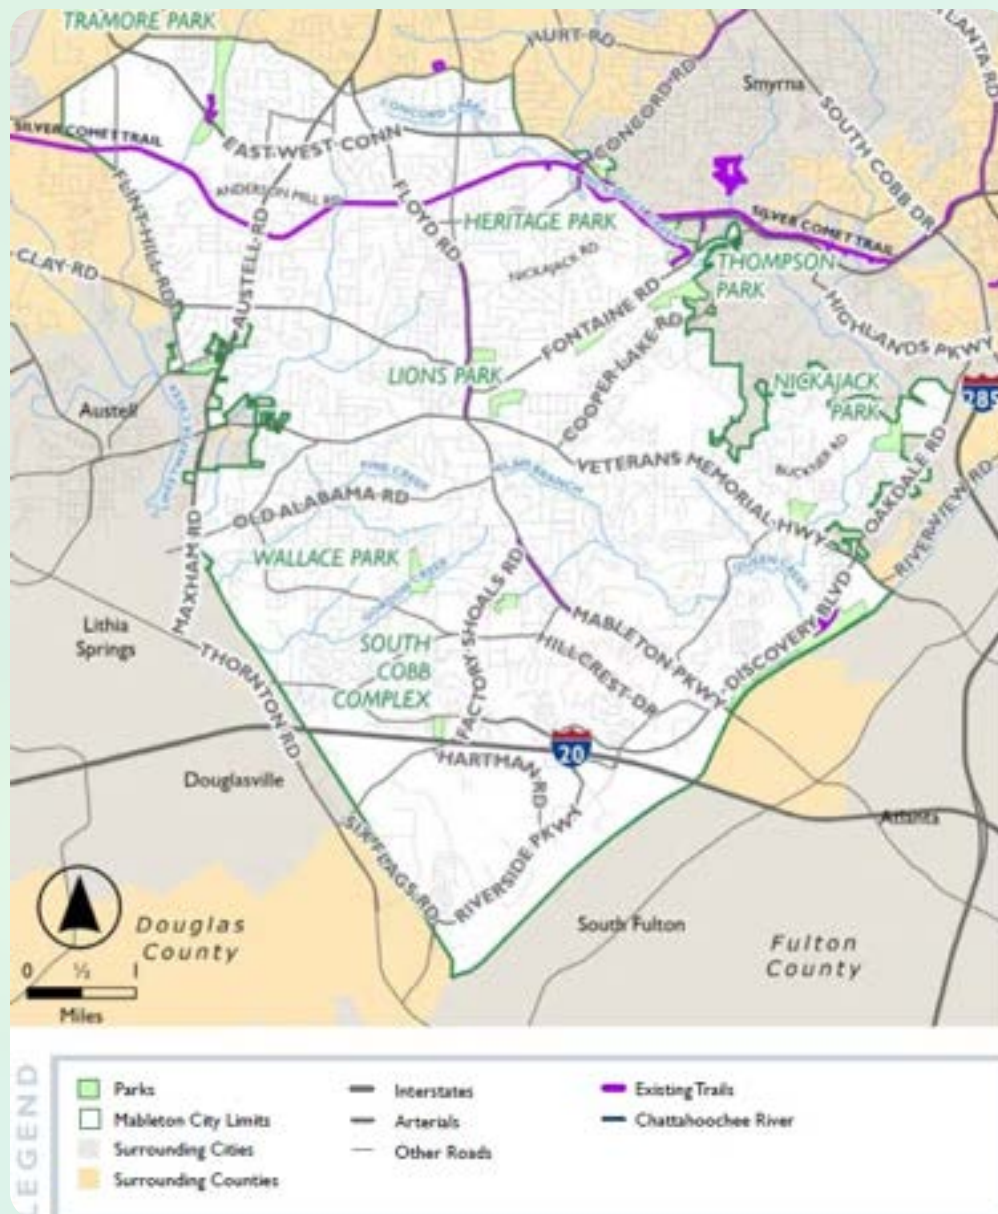 TRAMORE PARK
HURT RD
ATLANTA RD
CONCORD RD
Smyrna
SOUTH COBB DR
CONCORD CREEK
SILVER COMET TRAIL
EAST-WEST-CONN
ANDERSON MILL RD
FLOYD RD
HERITAGE PARK
SILVER COMET TRAIL
FLINT-HILL-RD
AUSTELL-RD
NICKAJACK RD
CLAY-RD
THOMPSON
PARK
FONTAINE RD
HIGHLANDS PKWY
COOPER-LAKE-RD
LIONS PARK
NICKAJACK
PARK
285
Austell
BUCKNER RD
OAKDALE RD
VETERANS MEMORIAL-HWY
RIVERVIEW RD
OLD ALABAMA RD
WALLACE PARK
QUEEN CREEK
MAXHAM RD
FACTORY-SHOALS RD
MABLETON-PKWY
DISCOVERY-BLVD
HILLCREST-DR
Lithia
Springs
SOUTH
COBB
COMPLEX
THORNTON RD
20
HARTMAN-RD
Douglasville
Atlanta
SIX FLAGS RD
RIVERSIDE PKWY
South Fulton
Douglas
County
Fulton
County
0 ½ 1
Miles
LEGEND
Parks
Mableton City Limits
Surrounding Cities
Surrounding Counties
Interstates
Arterials
Other Roads
Existing Trails
Chattahoochee River